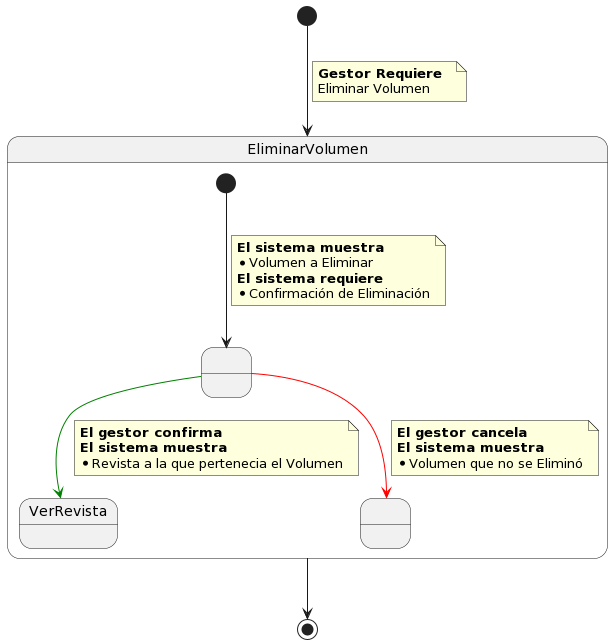 Gestor Requiere
Eliminar Volumen
EliminarVolumen
El sistema muestra
• Volumen a Eliminar
El sistema requiere
• Confirmación de Eliminación
El gestor confirma
El sistema muestra
• Revista a la que pertenecia el Volumen
El gestor cancela
El sistema muestra
• Volumen que no se Eliminó
VerRevista